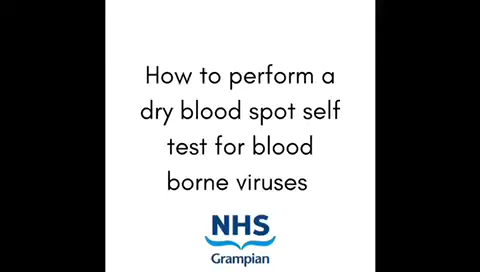 How to perform a
dry blood spot self
test for blood
borne viruses
NHS
Grampian